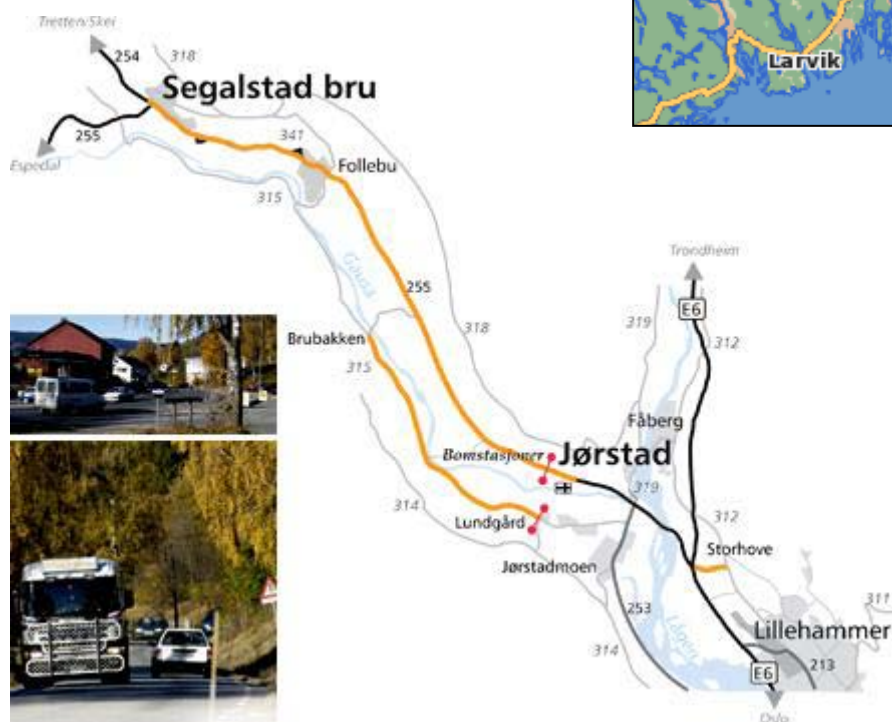 Tretten/Skei
254
318
Segalstad bru
255
341
Espedal
Follebu
315
Gausa
255
Trondheim
E6
319
312
318
Brubakken
315
Fåberg
Bomstasjoner
Jørstad
319
314
Lundgård
312
Storhove
Jørstadmoen
253
311
Lågen
Lillehammer
314
213
E6
Oslo
Larvik